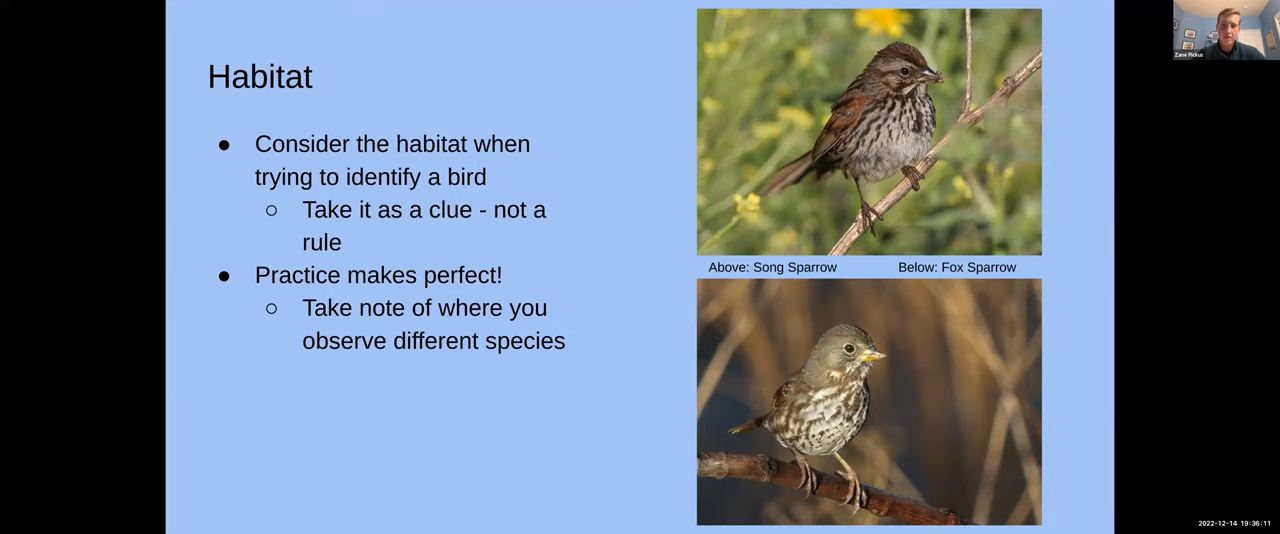 Habitat
● Consider the habitat when
trying to identify a bird
○ Take it as a clue - not a
rule
● Practice makes perfect!
○ Take note of where you
observe different species
Above: Song Sparrow
Below: Fox Sparrow
Zane Pickus
2022-12-14 19:36:11